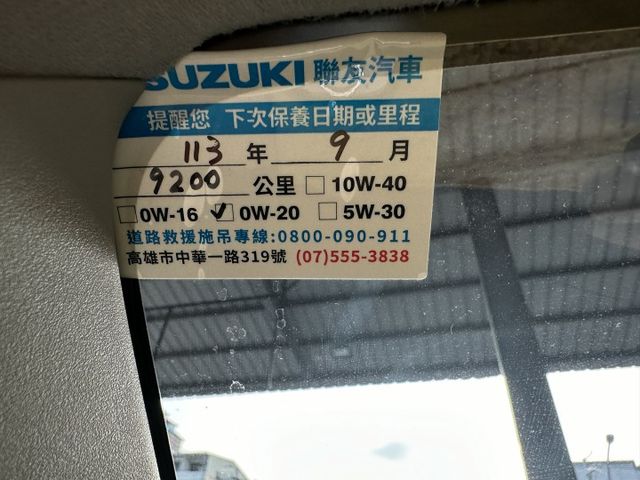 SUZUKI 聯友汽車
提醒您 下次保養日期或里程
113 年 9 月
9200 公里 □ 10W-40
□ 0W-16 ☑ 0W-20 □ 5W-30
道路救援施吊專線:0800-090-911
高雄市中華一路319號 (07)555-3838